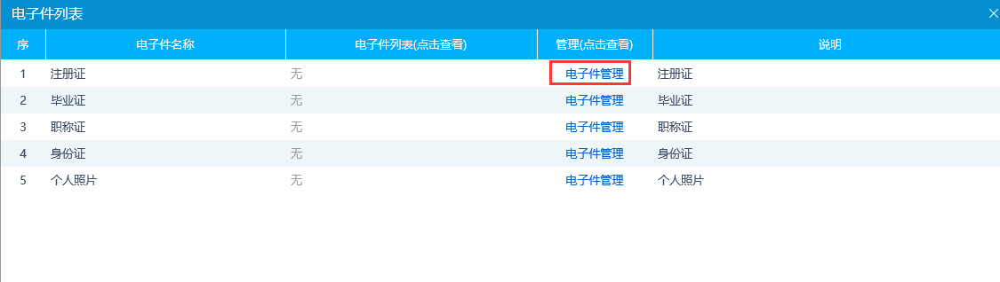 电子件列表
序 电子件名称 电子件列表(点击查看) 管理(点击查看) 说明
1 注册证 无 电子件管理 注册证
2 毕业证 无 电子件管理 毕业证
3 职称证 无 电子件管理 职称证
4 身份证 无 电子件管理 身份证
5 个人照片 无 电子件管理 个人照片